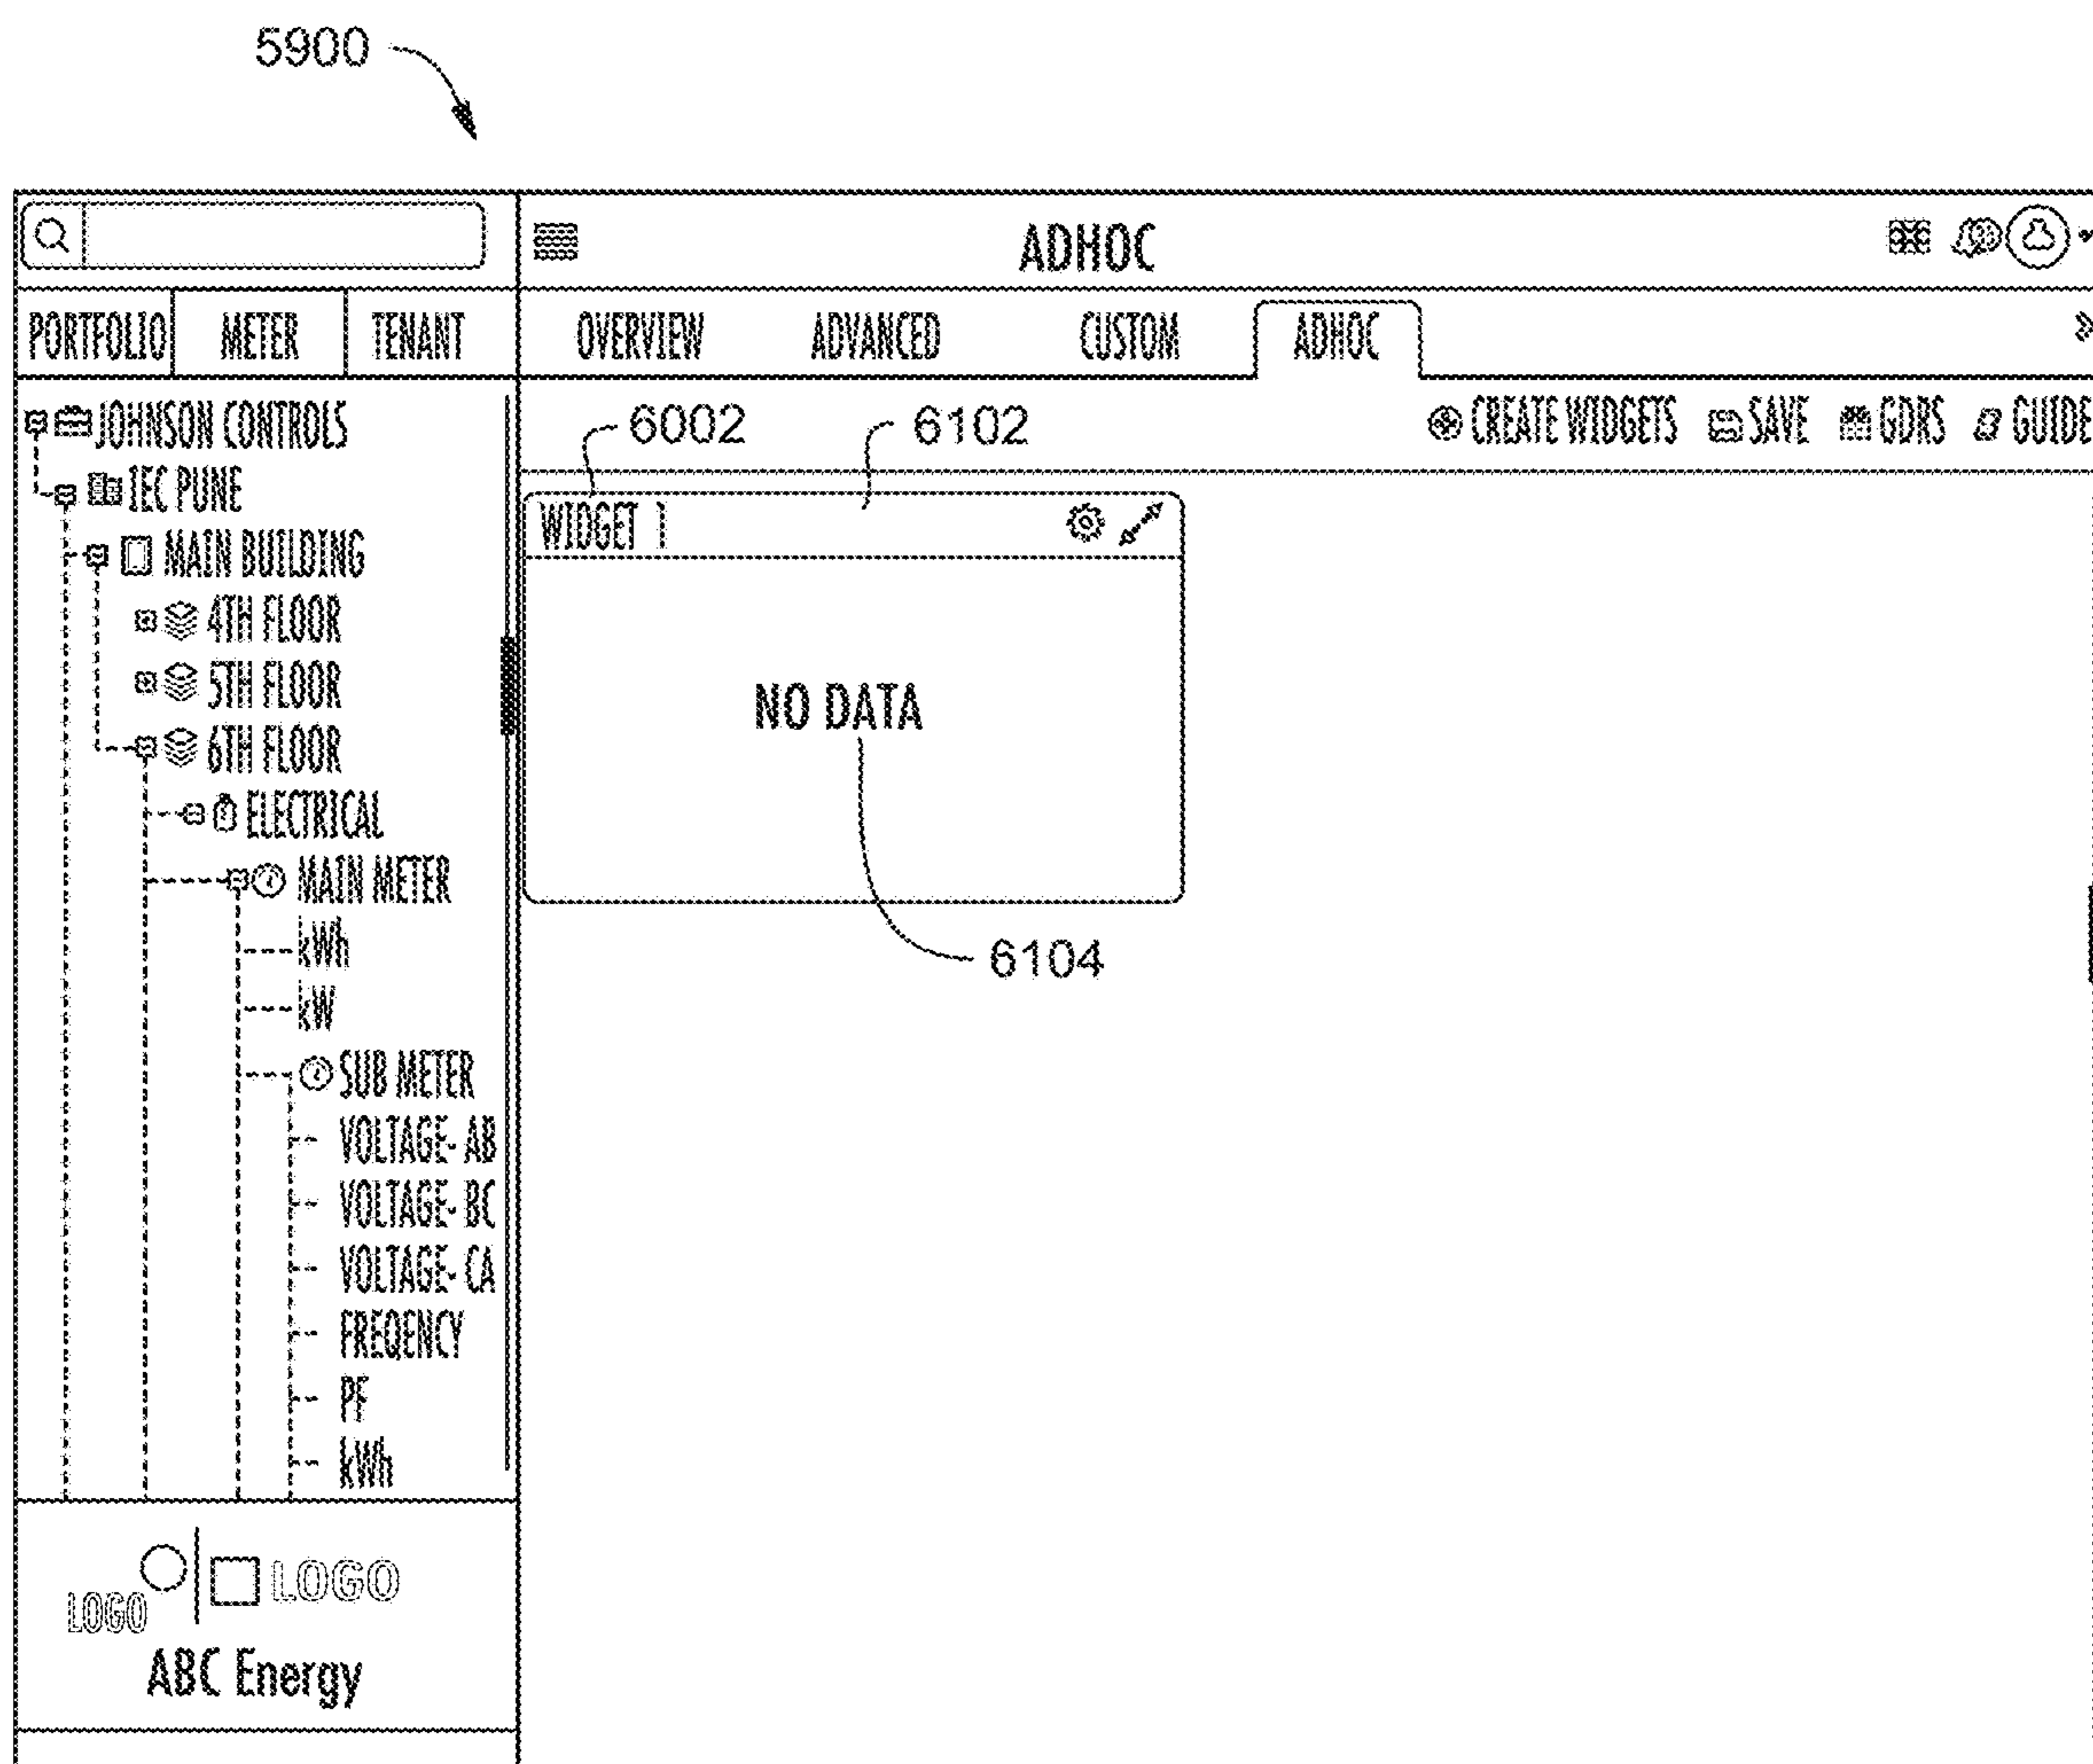 5900
ADHOC
PORTFOLIO METER TENANT
OVERVIEW ADVANCED CUSTOM ADHOC
CREATE WIDGETS SAVE GDRS GUIDE
6002 6102
WIDGET 1
NO DATA
6104
JOHNSON CONTROLS
IEC PUNE
MAIN BUILDING
4TH FLOOR
5TH FLOOR
6TH FLOOR
ELECTRICAL
MAIN METER
kWh
kW
SUB METER
VOLTAGE- AB
VOLTAGE- BC
VOLTAGE- CA
FREQENCY
PF
kWh
LOGO LOGO
ABC Energy